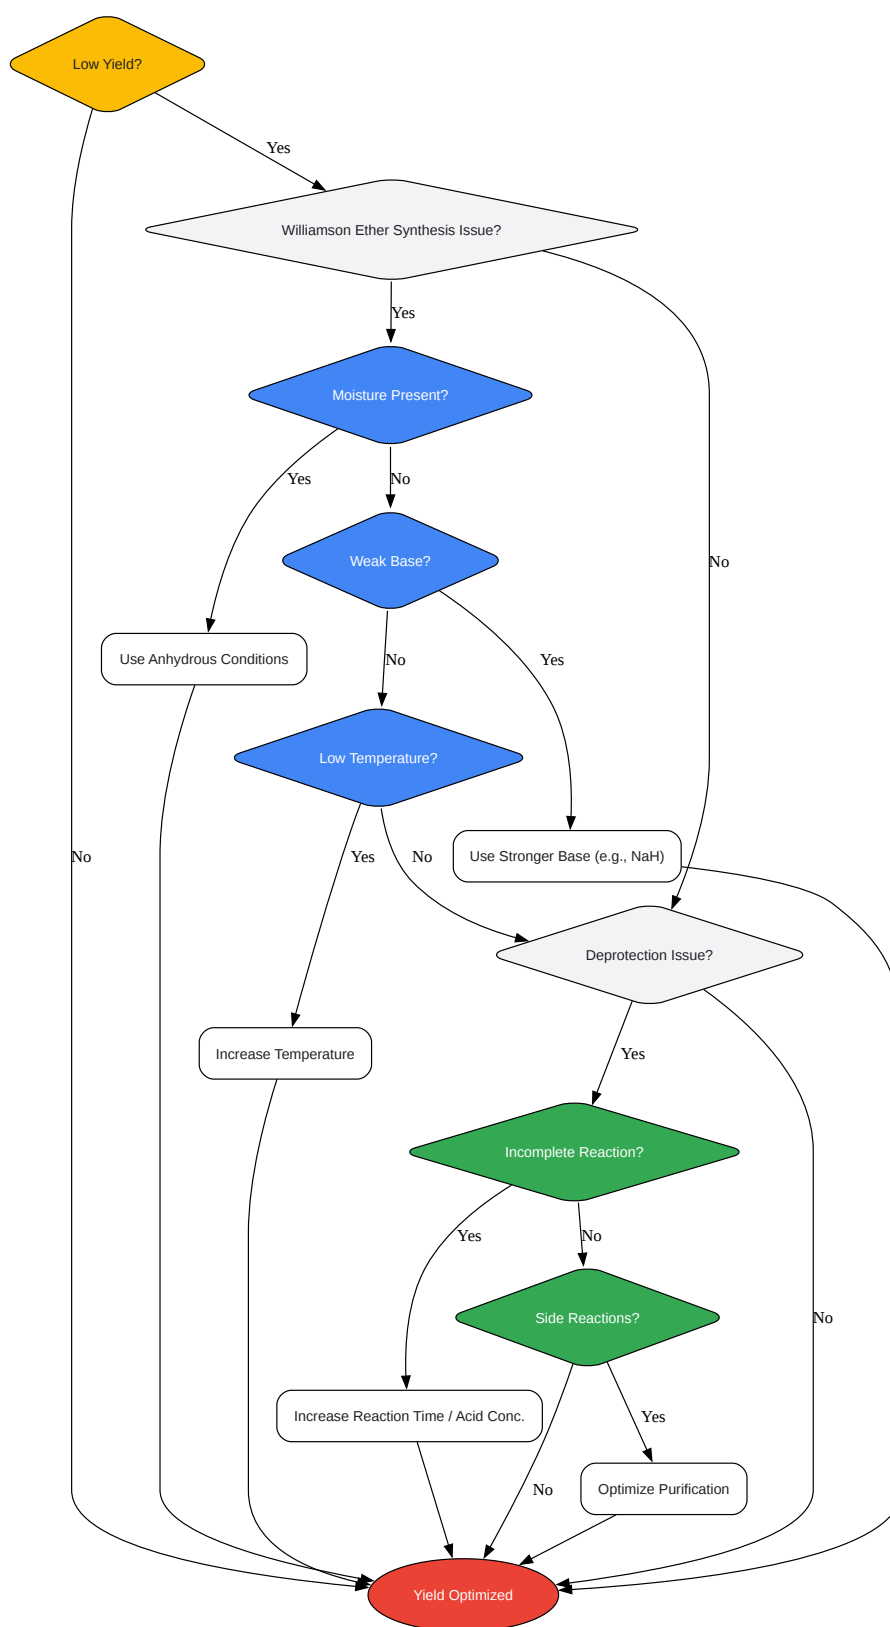 Low Yield?
Yes
Williamson Ether Synthesis Issue?
Yes
Moisture Present?
Yes
No
Weak Base?
No
Use Anhydrous Conditions
No
Yes
Low Temperature?
No
Yes
No
Use Stronger Base (e.g., NaH)
Deprotection Issue?
Increase Temperature
Yes
Incomplete Reaction?
Yes
No
Side Reactions?
No
Increase Reaction Time / Acid Conc.
Yes
No
Optimize Purification
Yield Optimized